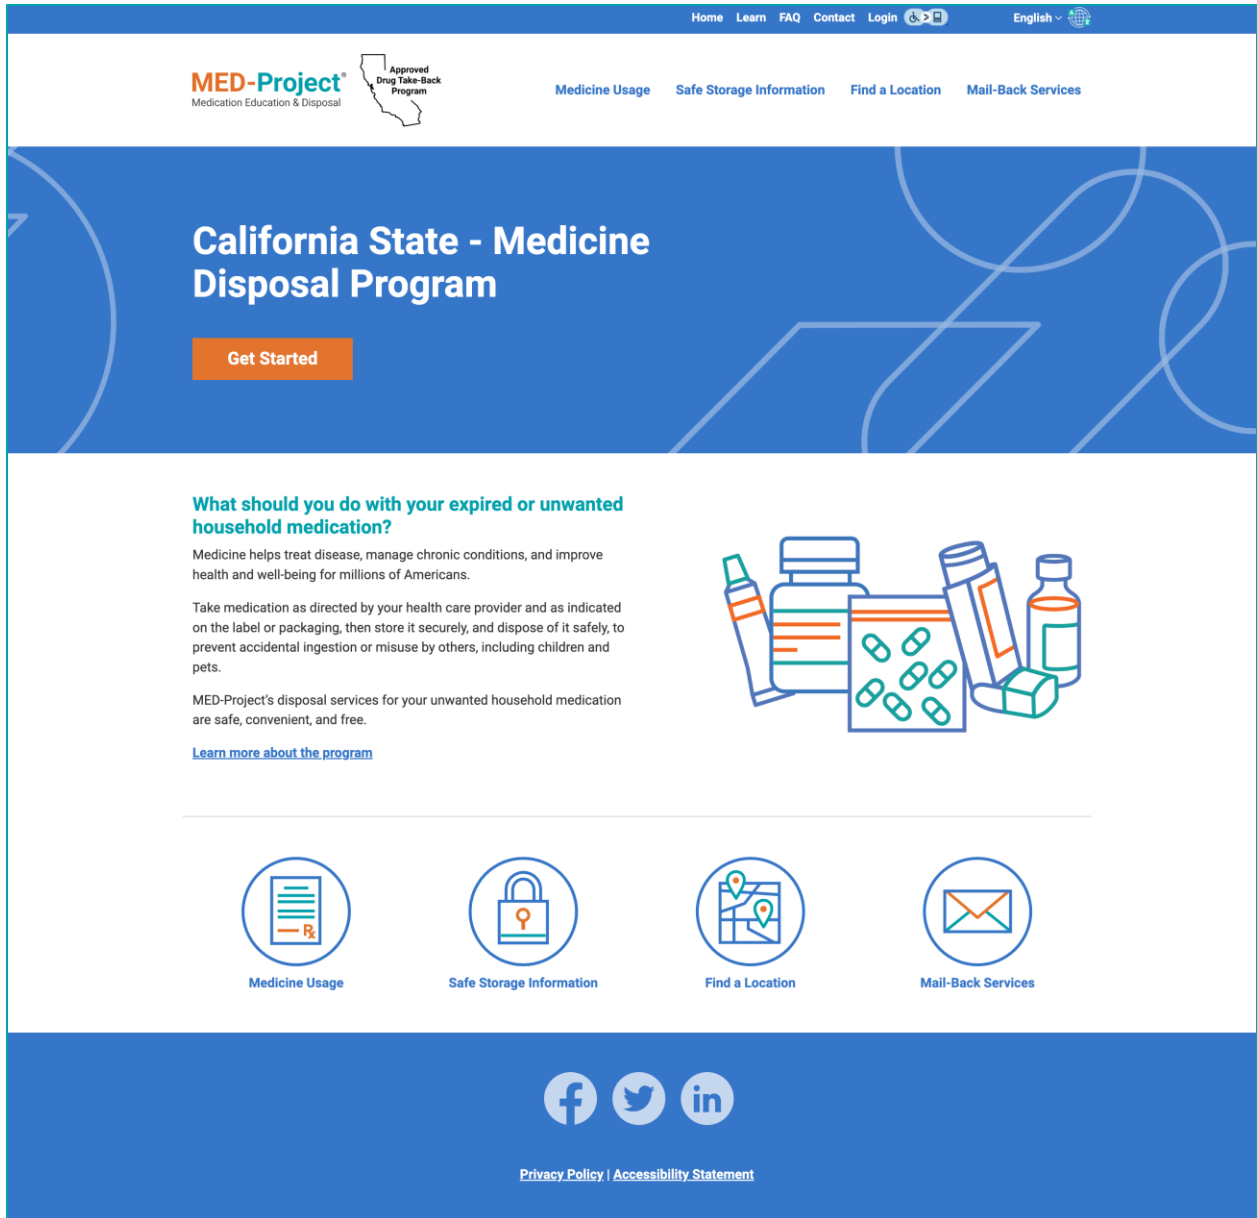 Home Learn FAQ Contact Login English
MED-Project®
Medication Education & Disposal
Approved
Drug Take-Back
Program
Medicine Usage Safe Storage Information Find a Location Mail-Back Services
California State - Medicine
Disposal Program
Get Started
What should you do with your expired or unwanted
household medication?
Medicine helps treat disease, manage chronic conditions, and improve
health and well-being for millions of Americans.
Take medication as directed by your health care provider and as indicated
on the label or packaging, then store it securely, and dispose of it safely, to
prevent accidental ingestion or misuse by others, including children and
pets.
MED-Project's disposal services for your unwanted household medication
are safe, convenient, and free.
Learn more about the program
Rx
Medicine Usage Safe Storage Information Find a Location Mail-Back Services
f in
Privacy Policy | Accessibility Statement